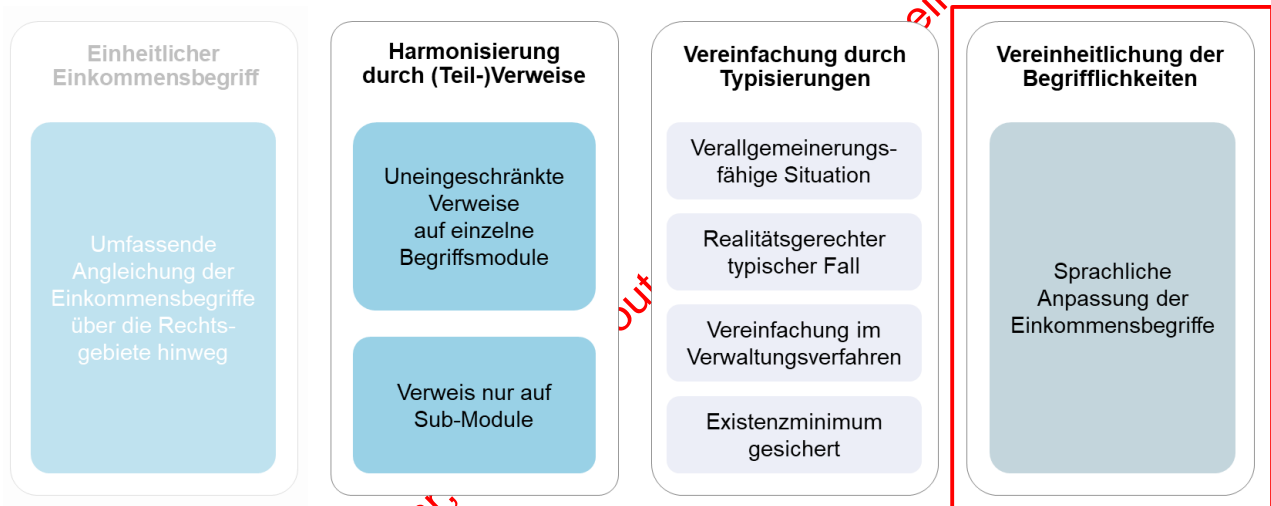 Einheitlicher
Einkommensbegriff
Umfassende
Angleichung der
Einkommensbegriffe
über die Rechts-
gebiete hinweg
Harmonisierung
durch (Teil-)Verweise
Uneingeschränkte
Verweise
auf einzelne
Begriffsmodule
Verweis nur auf
Sub-Module
Vereinfachung durch
Typisierungen
Verallgemeinerungs-
fähige Situation
Realitätsgerechter
typischer Fall
Vereinfachung im
Verwaltungsverfahren
Existenzminimum
gesichert
Vereinheitlichung der
Begrifflichkeiten
Sprachliche
Anpassung der
Einkommensbegriffe